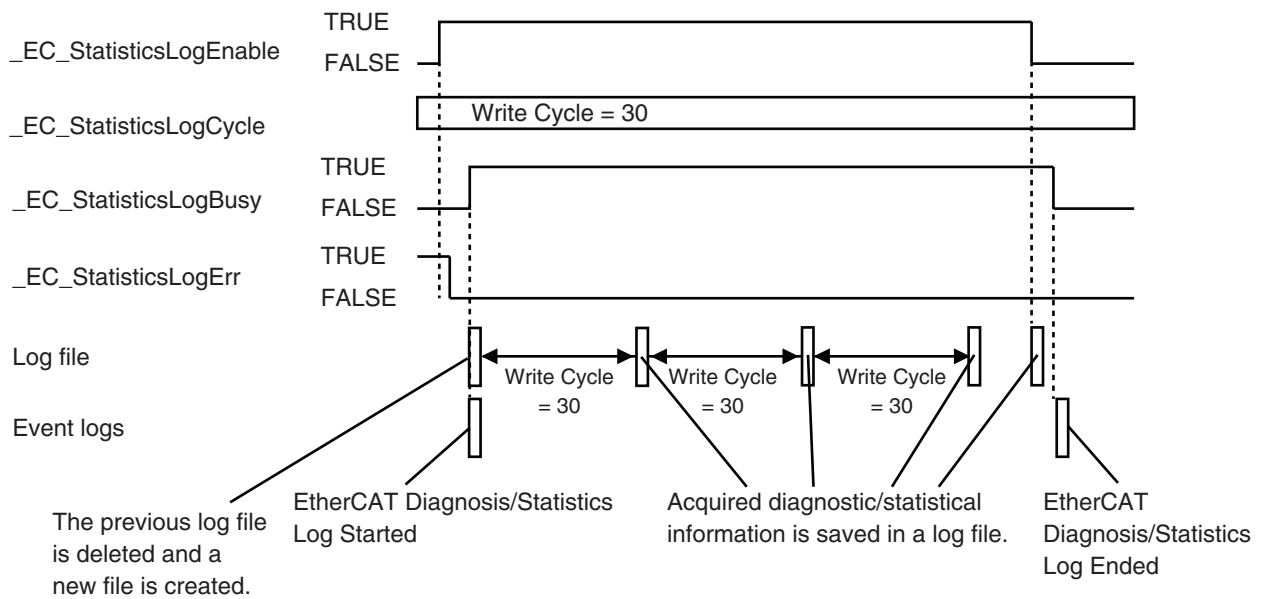 TRUE
_EC_StatisticsLogEnable
FALSE
_EC_StatisticsLogCycle
Write Cycle = 30
TRUE
_EC_StatisticsLogBusy
FALSE
TRUE
_EC_StatisticsLogErr
FALSE
Log file
Write Cycle
= 30
Write Cycle
= 30
Write Cycle
= 30
Event logs
The previous log file
is deleted and a
new file is created.
EtherCAT Diagnosis/Statistics
Log Started
Acquired diagnostic/statistical
information is saved in a log file.
EtherCAT
Diagnosis/Statistics
Log Ended